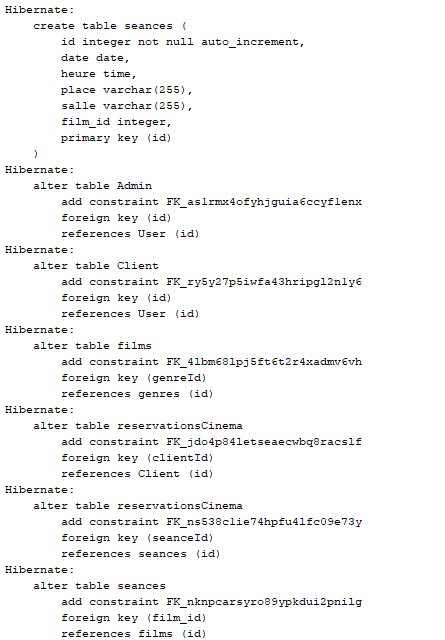 Hibernate:
    create table seances (
        id integer not null auto_increment,
        date date,
        heure time,
        place varchar(255),
        salle varchar(255),
        film_id integer,
        primary key (id)
    )
Hibernate:
    alter table Admin
        add constraint FK_aslrmx4ofyhjguia6ccyflenx
        foreign key (id)
        references User (id)
Hibernate:
    alter table Client
        add constraint FK_ry5y27p5iwfa43hripgl2nly6
        foreign key (id)
        references User (id)
Hibernate:
    alter table films
        add constraint FK_4lbm68lpj5ft6t2r4xadmv6vh
        foreign key (genreId)
        references genres (id)
Hibernate:
    alter table reservationsCinema
        add constraint FK_jdo4p84letseaecwbq8racslf
        foreign key (clientId)
        references Client (id)
Hibernate:
    alter table reservationsCinema
        add constraint FK_ns538clie74hpfu4lfc09e73y
        foreign key (seanceId)
        references seances (id)
Hibernate:
    alter table seances
        add constraint FK_nknpcarsyro89ypkdui2pnilg
        foreign key (film_id)
        references films (id)